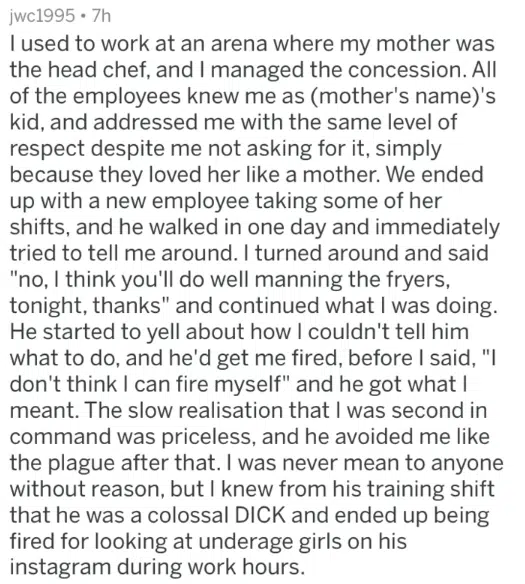 jwc1995 • 7h
I used to work at an arena where my mother was
the head chef, and I managed the concession. All
of the employees knew me as (mother's name)'s
kid, and addressed me with the same level of
respect despite me not asking for it, simply
because they loved her like a mother. We ended
up with a new employee taking some of her
shifts, and he walked in one day and immediately
tried to tell me around. I turned around and said
"no, I think you'll do well manning the fryers,
tonight, thanks" and continued what I was doing.
He started to yell about how I couldn't tell him
what to do, and he'd get me fired, before I said, "I
don't think I can fire myself" and he got what I
meant. The slow realisation that I was second in
command was priceless, and he avoided me like
the plague after that. I was never mean to anyone
without reason, but I knew from his training shift
that he was a colossal DICK and ended up being
fired for looking at underage girls on his
instagram during work hours.